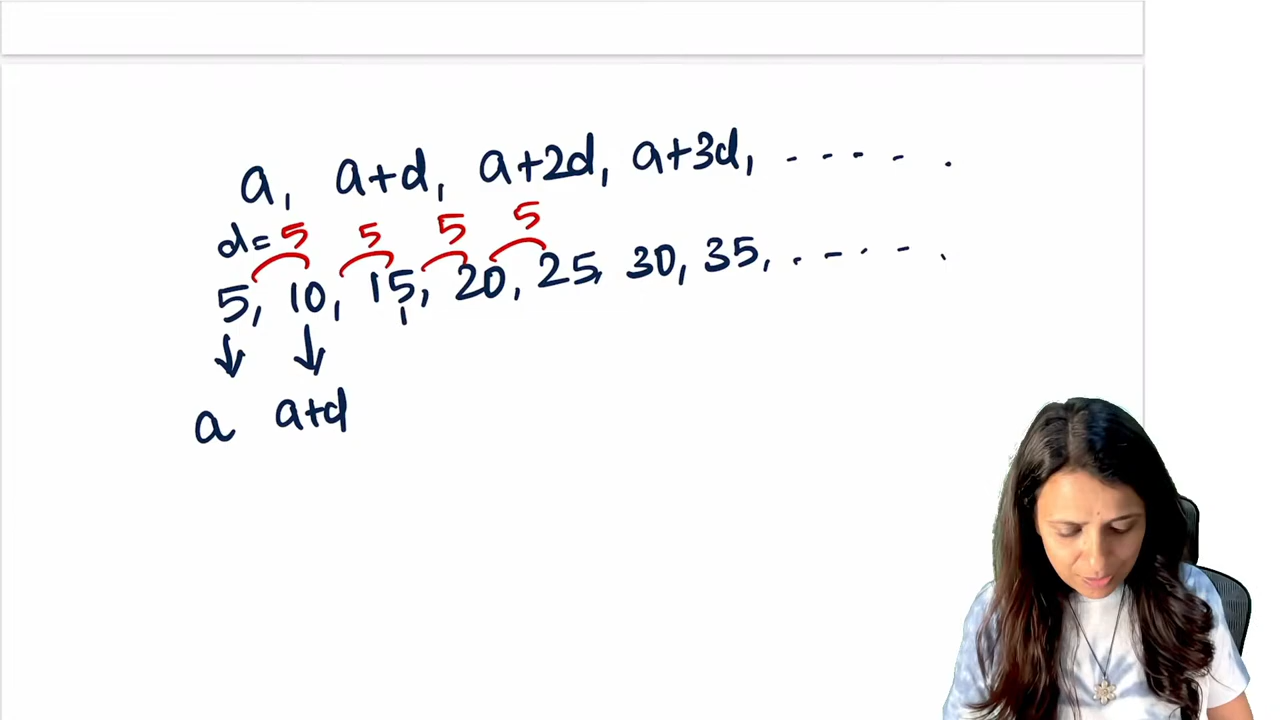 a, a+d, a+2d, a+3d, - - - - - .
d= 5 5 5 5
5, 10, 15, 20, 25, 30, 35, . - . - .
↓ ↓
a a+d